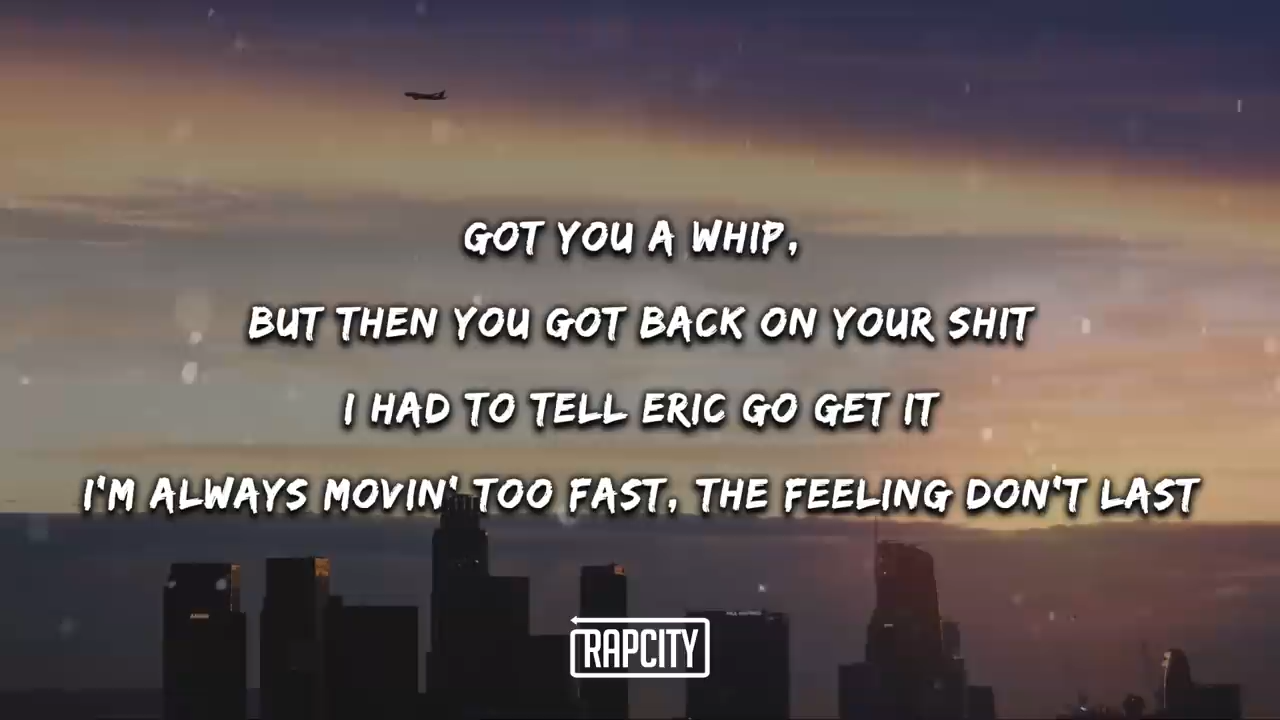 GOT YOU A WHIP,
BUT THEN YOU GOT BACK ON YOUR SHIT
I HAD TO TELL ERIC GO GET IT
I'M ALWAYS MOVIN' TOO FAST, THE FEELING DON'T LAST
RAPCITY